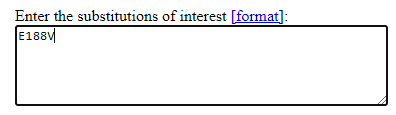 Enter the substitutions of interest [format]:
E188V